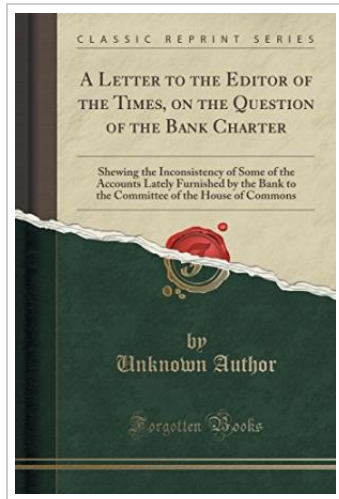 CLASSIC REPRINT SERIES
A LETTER TO THE EDITOR OF
THE TIMES, ON THE QUESTION
OF THE BANK CHARTER
Shewing the Inconsistency of Some of the
Accounts Lately Furnished by the Bank to
the Committee of the House of Commons
by
Unknown Author
Forgotten Books